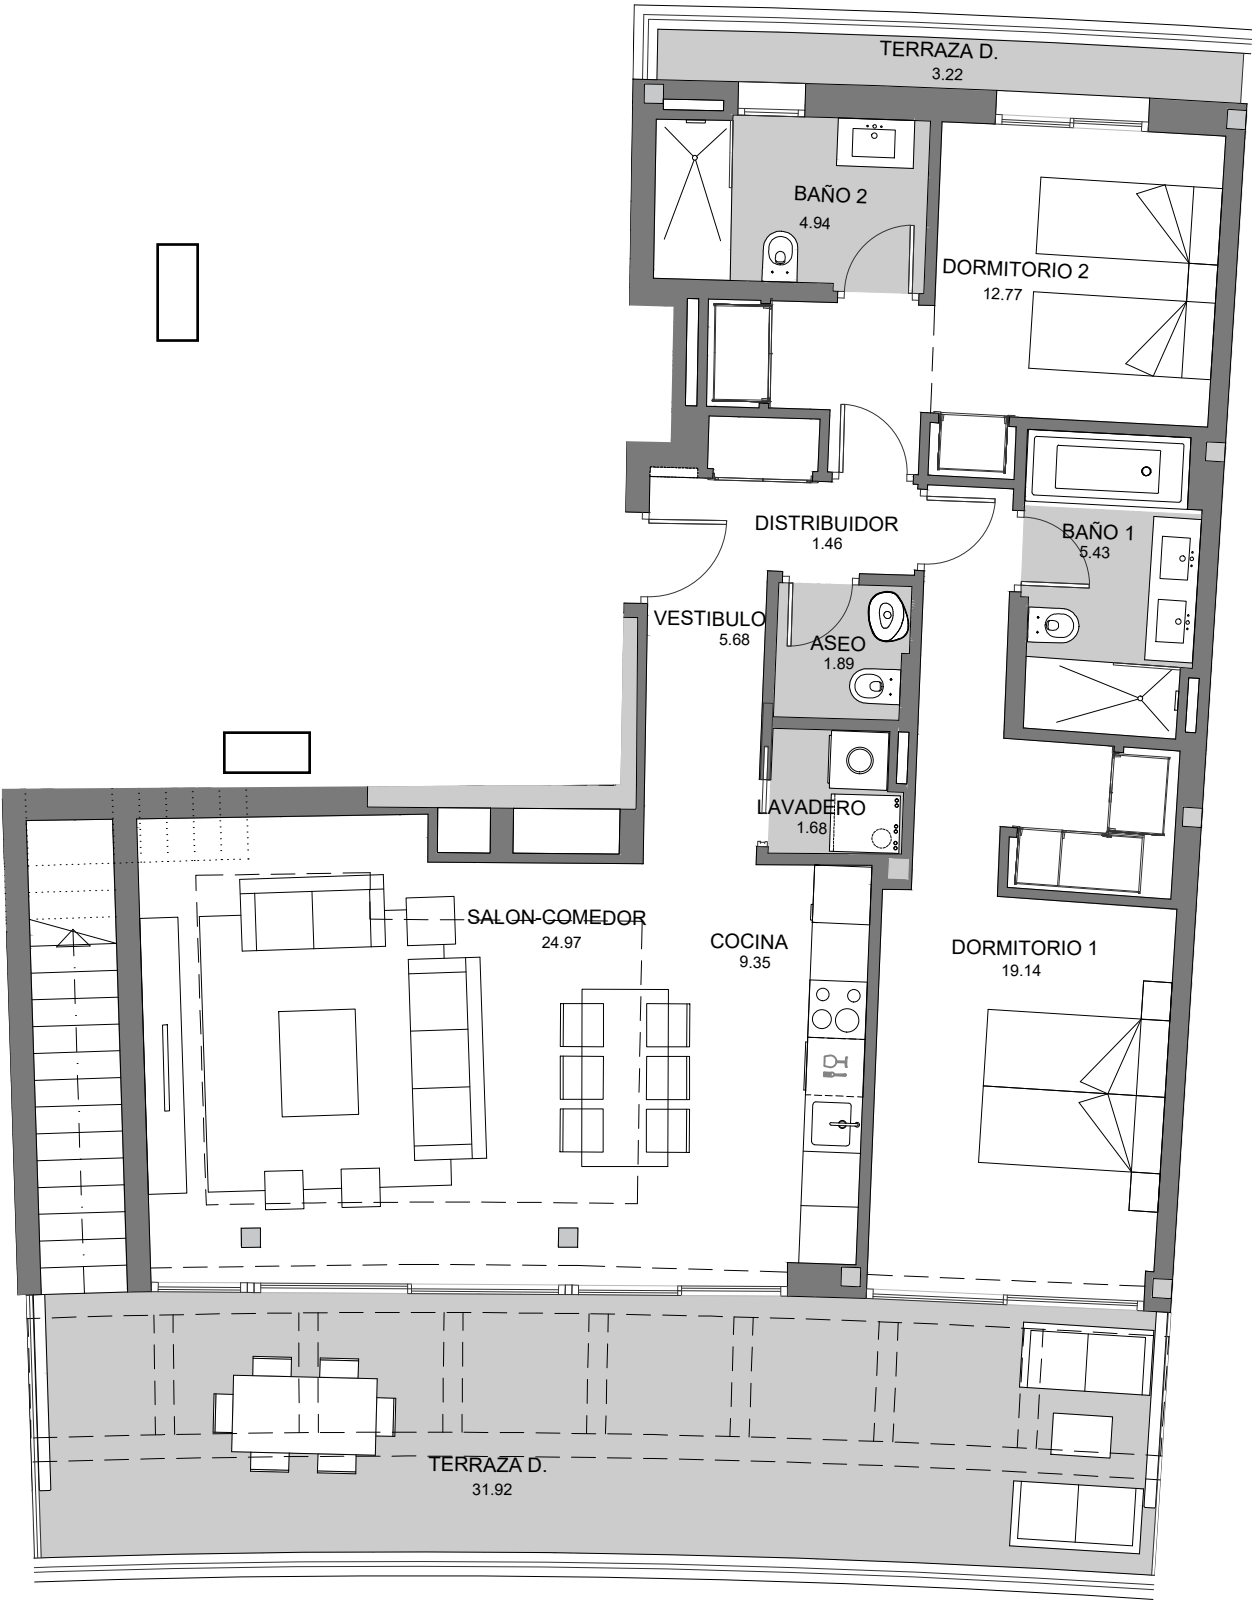 TERRAZA D.
3.22
BAÑO 2
4.94
DORMITORIO 2
12.77
DISTRIBUIDOR
1.46
BAÑO 1
5.43
VESTIBULO
5.68
ASEO
1.89
LAVADERO
1.68
SALON-COMEDOR
24.97
COCINA
9.35
DORMITORIO 1
19.14
TERRAZA D.
31.92